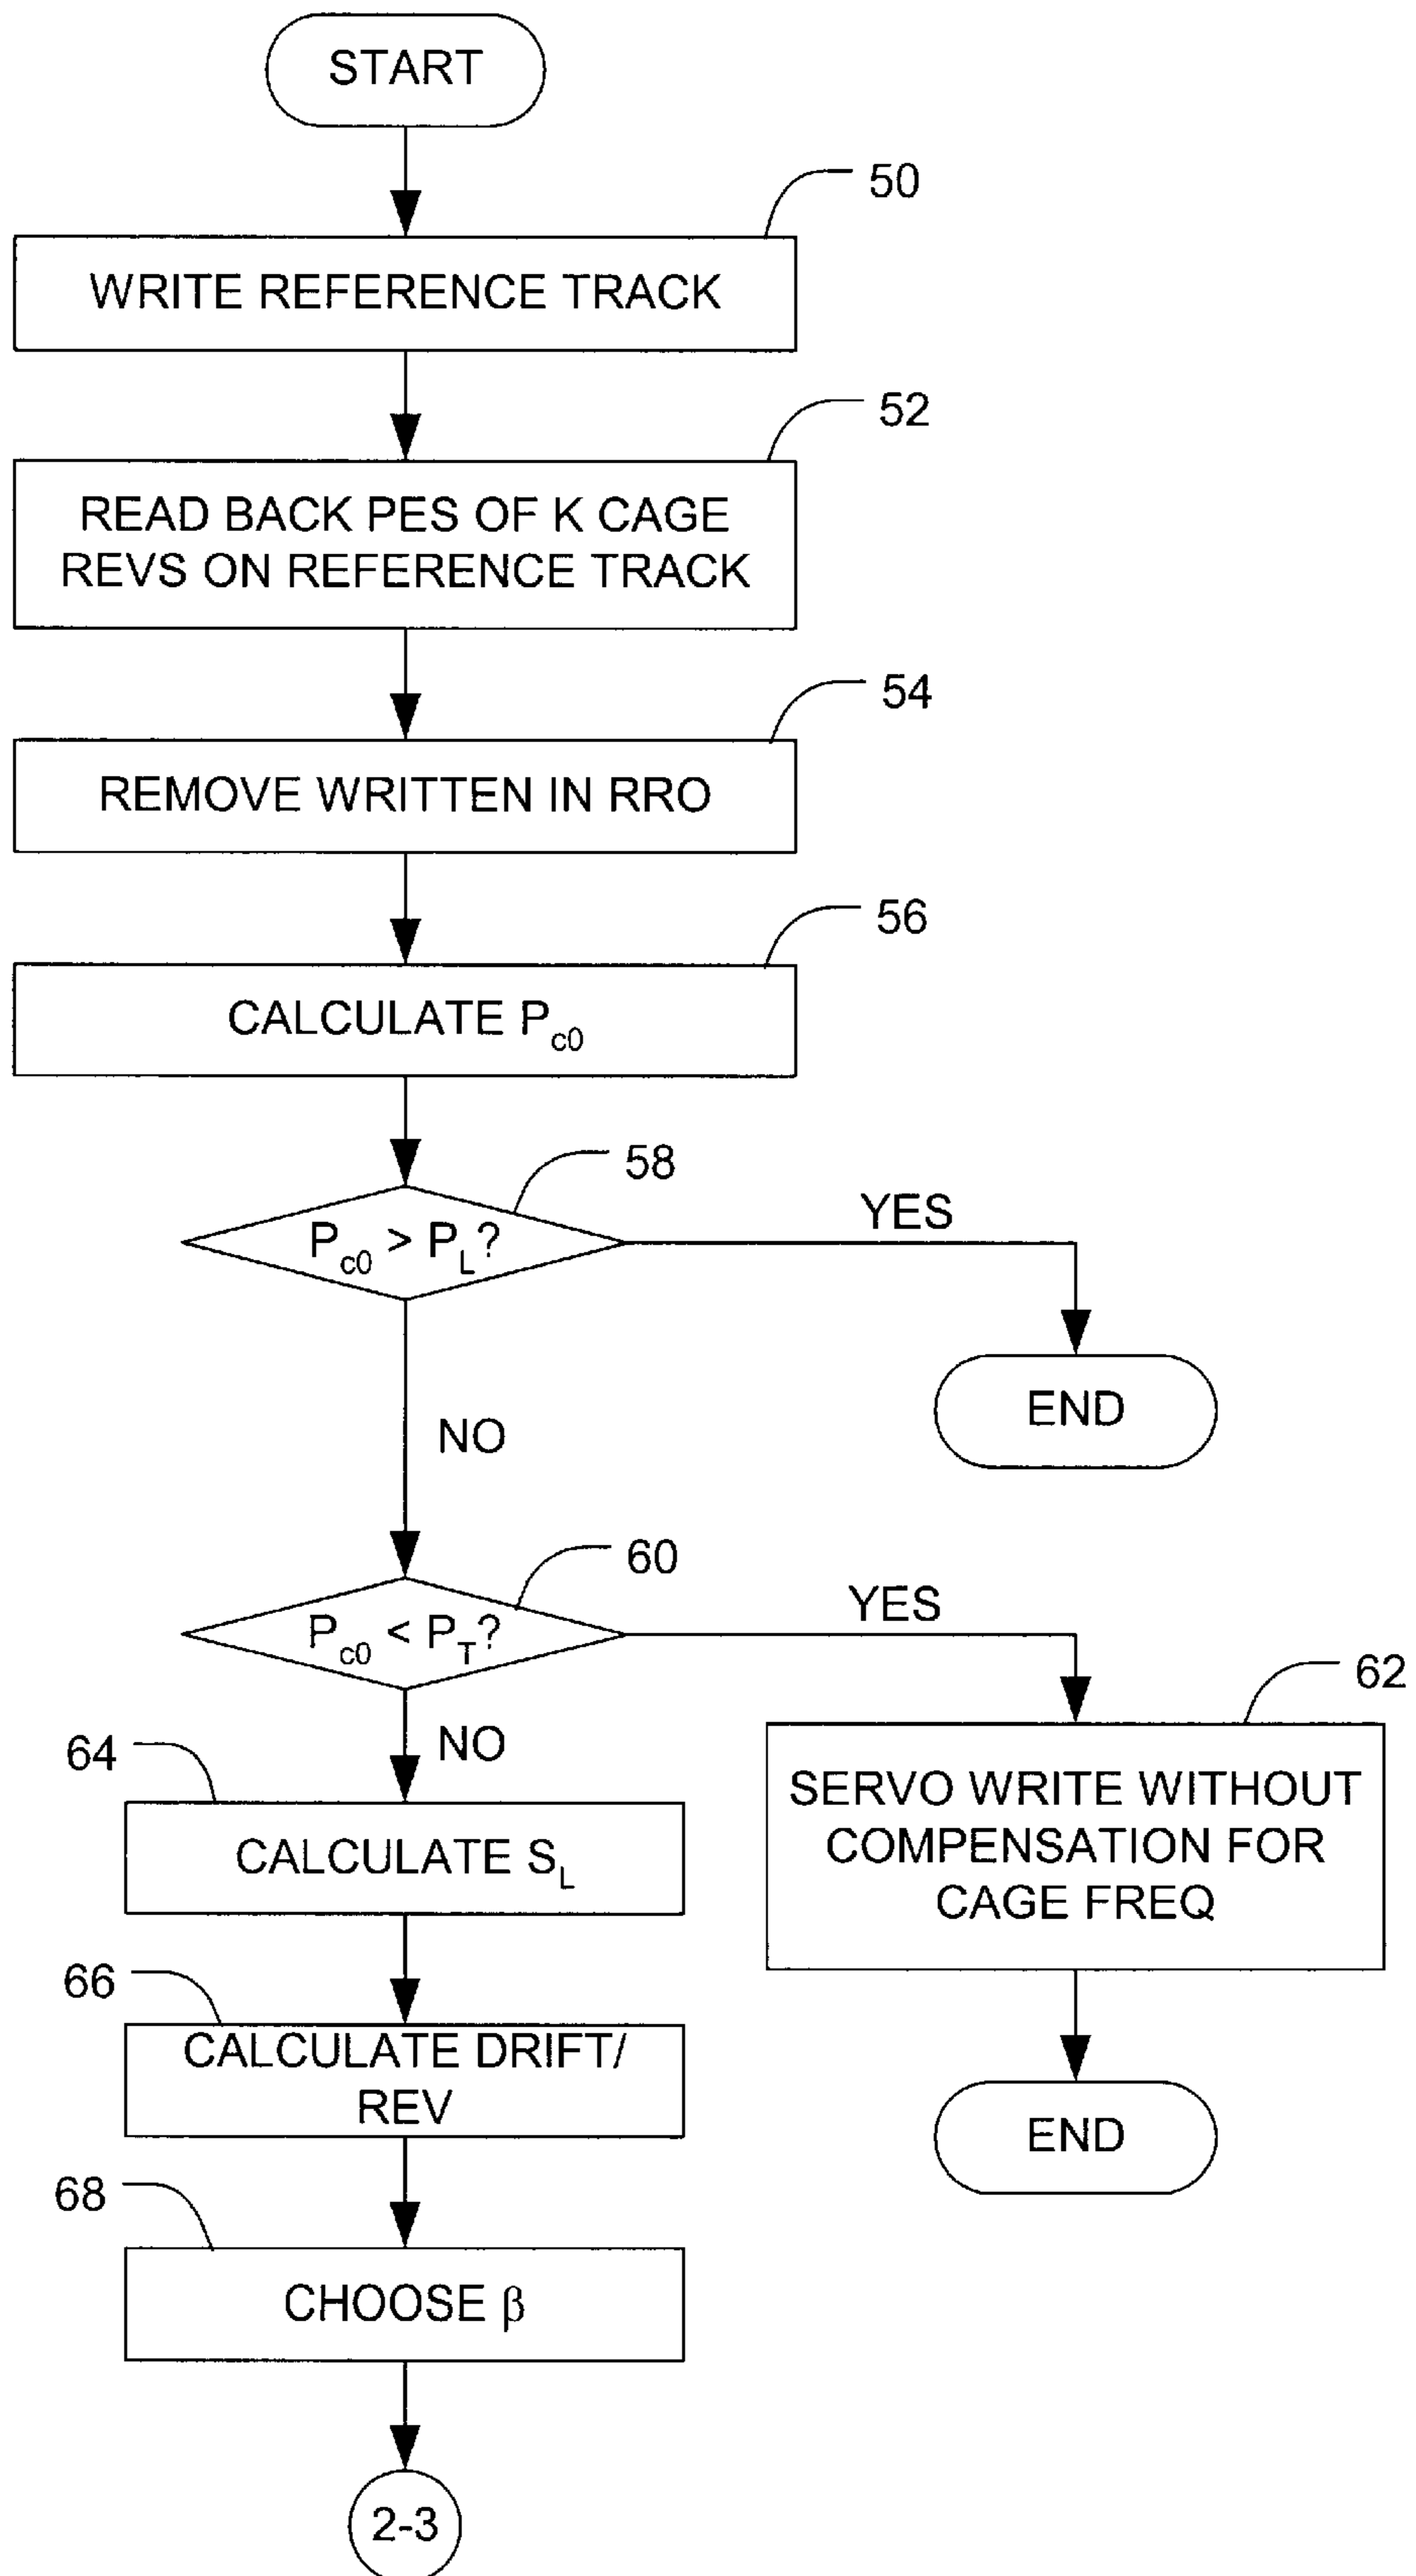 START
50
WRITE REFERENCE TRACK
52
READ BACK PES OF K CAGE
REVS ON REFERENCE TRACK
54
REMOVE WRITTEN IN RRO
56
CALCULATE Pc0
58
Pc0 > PL?
YES
END
NO
60
Pc0 < PT?
YES
62
SERVO WRITE WITHOUT
COMPENSATION FOR
CAGE FREQ
END
NO
64
CALCULATE SL
66
CALCULATE DRIFT/
REV
68
CHOOSE β
2-3